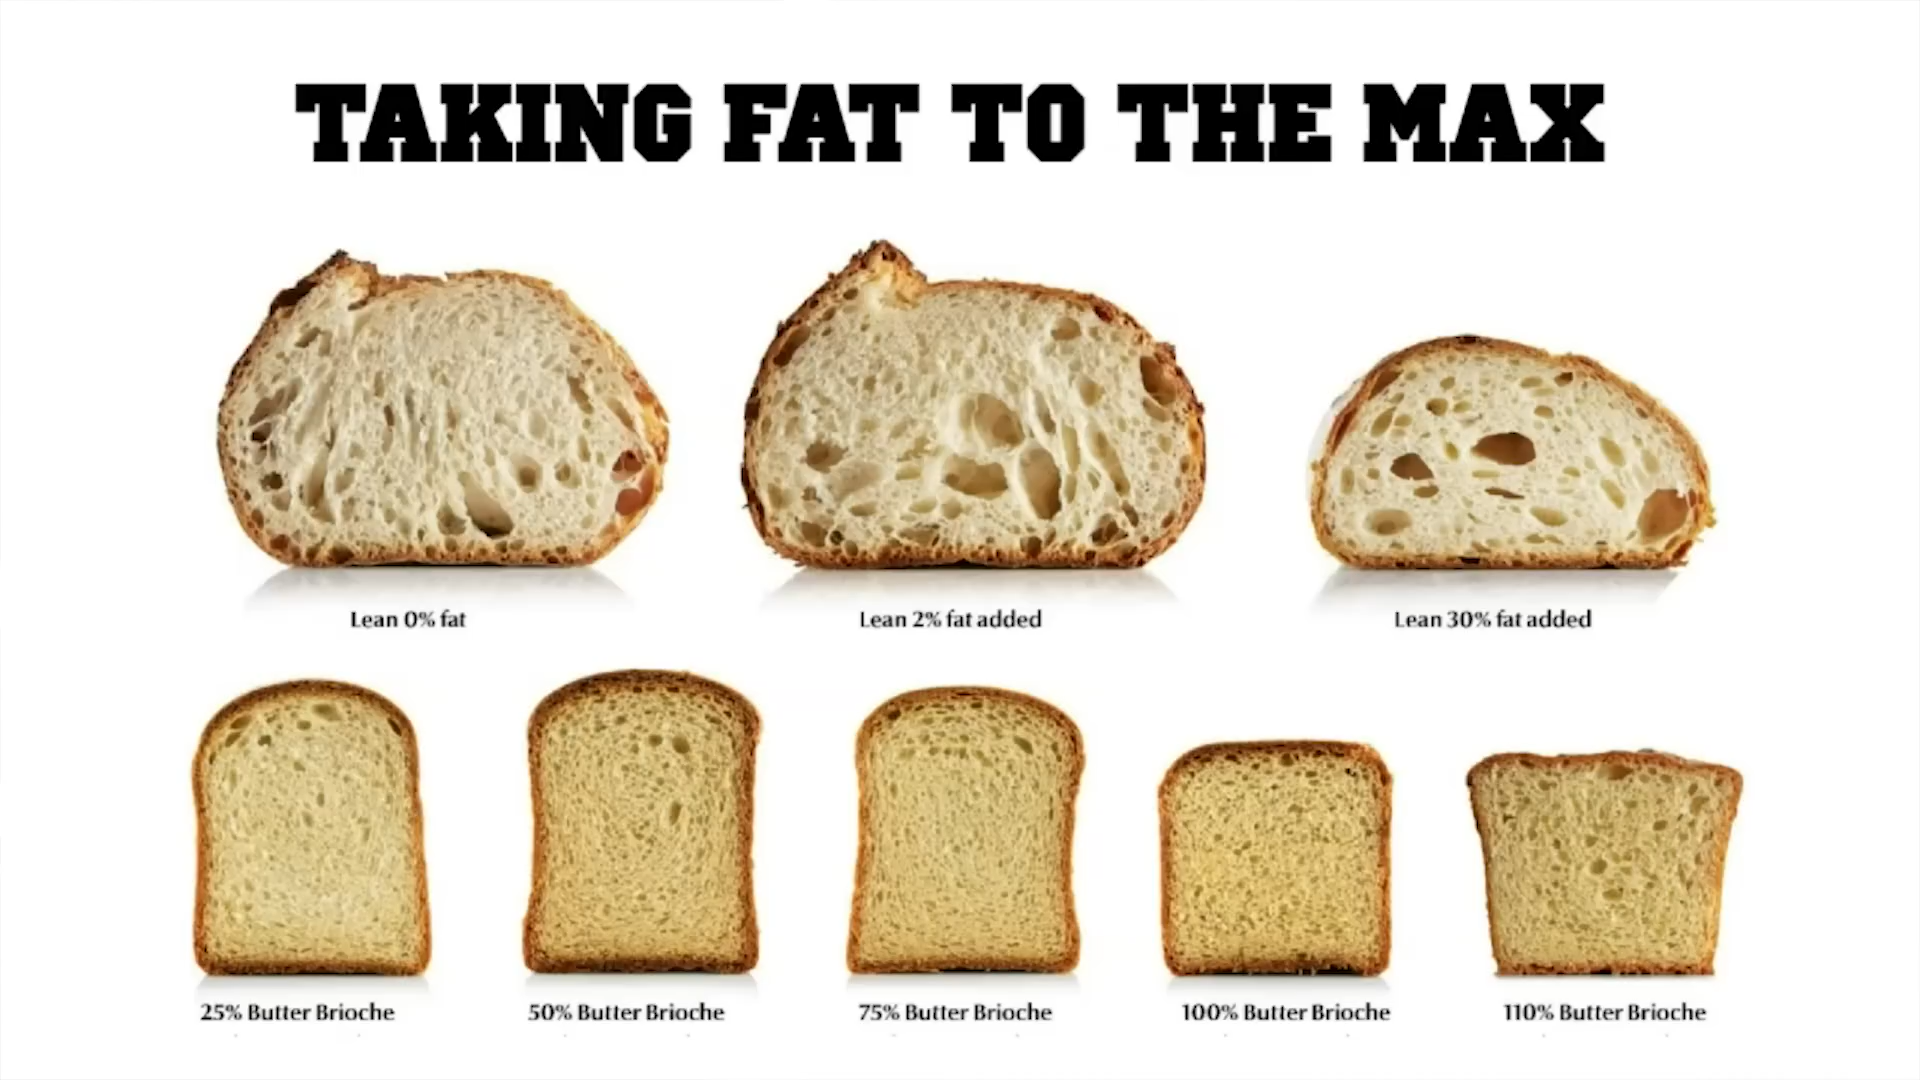 TAKING FAT TO THE MAX
Lean 0% fat
Lean 2% fat added
Lean 30% fat added
25% Butter Brioche
50% Butter Brioche
75% Butter Brioche
100% Butter Brioche
110% Butter Brioche